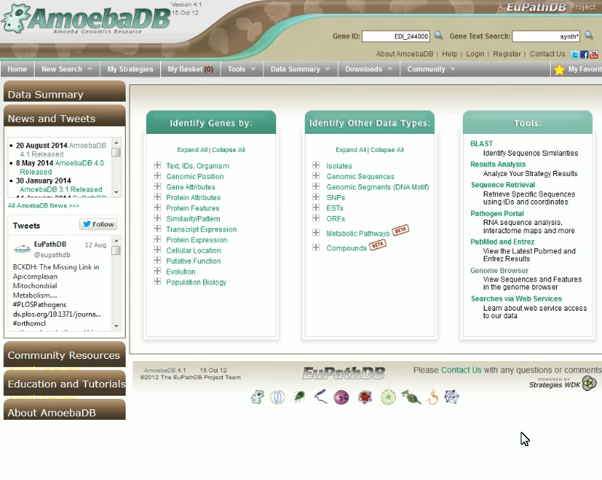 AmoebaDB
Version 4.1
15 Oct 12
Amoeba Genomics Resource
A EuPathDB Project
Gene ID: EDI_244000 Gene Text Search: synth*
About AmoebaDB | Help | Login | Register | Contact Us
Home New Search My Strategies My Basket (0) Tools Data Summary Downloads Community My Favori
Data Summary
News and Tweets
20 August 2014 AmoebaDB
4.1 Released
8 May 2014 AmoebaDB 4.0
Released
30 January 2014
AmoebaDB 3.1 Released
All AmoebaDB News >>>
Tweets Follow
EuPathDB 12 Aug
@eupathdb
BCKDH: The Missing Link in
Apicomplexan
Mitochondrial
Metabolism....
#PLOSPathogens
dx.plos.org/10.1371/journa...
#orthomcl
Community Resources
Education and Tutorials
About AmoebaDB
Identify Genes by:
Expand All | Collapse All
Text, IDs, Organism
Genomic Position
Gene Attributes
Protein Attributes
Protein Features
Similarity/Pattern
Transcript Expression
Protein Expression
Cellular Location
Putative Function
Evolution
Population Biology
Identify Other Data Types:
Expand All | Collapse All
Isolates
Genomic Sequences
Genomic Segments (DNA Motif)
SNPs
ESTs
ORFs
Metabolic Pathways BETA
Compounds BETA
Tools:
BLAST
Identify Sequence Similarities
Results Analysis
Analyze Your Strategy Results
Sequence Retrieval
Retrieve Specific Sequences
using IDs and coordinates
Pathogen Portal
RNA sequence analysis,
interactome maps and more
PubMed and Entrez
View the Latest Pubmed and
Entrez Results
Genome Browser
View Sequences and Features
in the genome browser
Searches via Web Services
Learn about web service access
to our data
AmoebaDB 4.1 15 Oct 12
©2012 The EuPathDB Project Team
EuPathDB
Please Contact Us with any questions or comments
POWERED BY
Strategies WDK